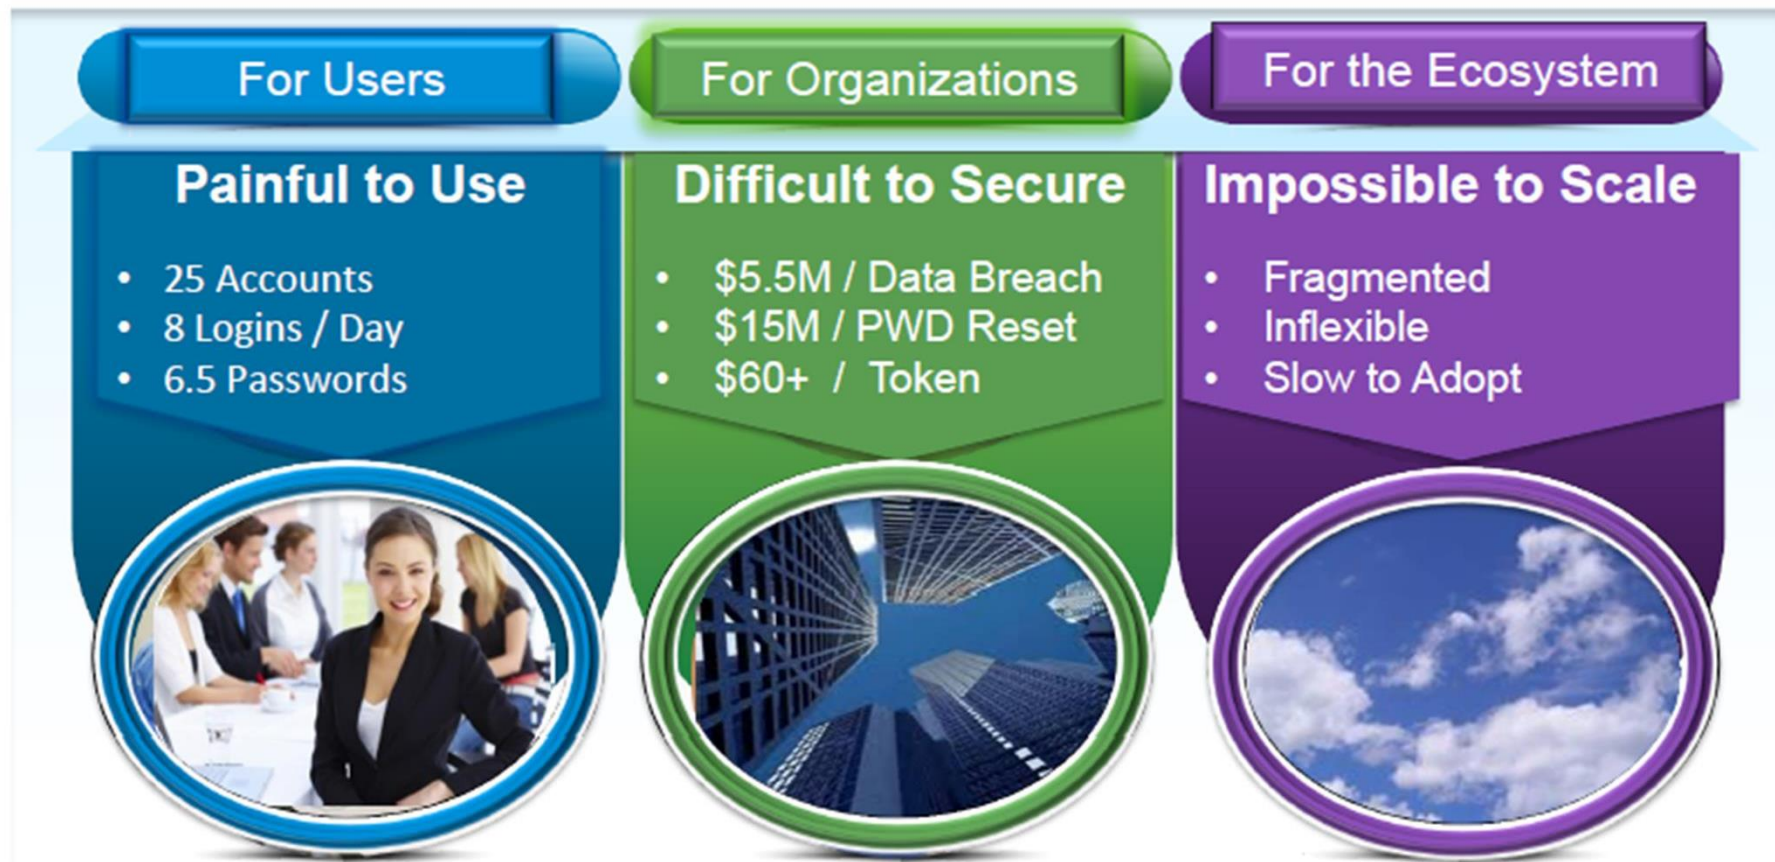 For Users
Painful to Use
• 25 Accounts
• 8 Logins / Day
• 6.5 Passwords
For Organizations
Difficult to Secure
• $5.5M / Data Breach
• $15M / PWD Reset
• $60+ / Token
For the Ecosystem
Impossible to Scale
• Fragmented
• Inflexible
• Slow to Adopt